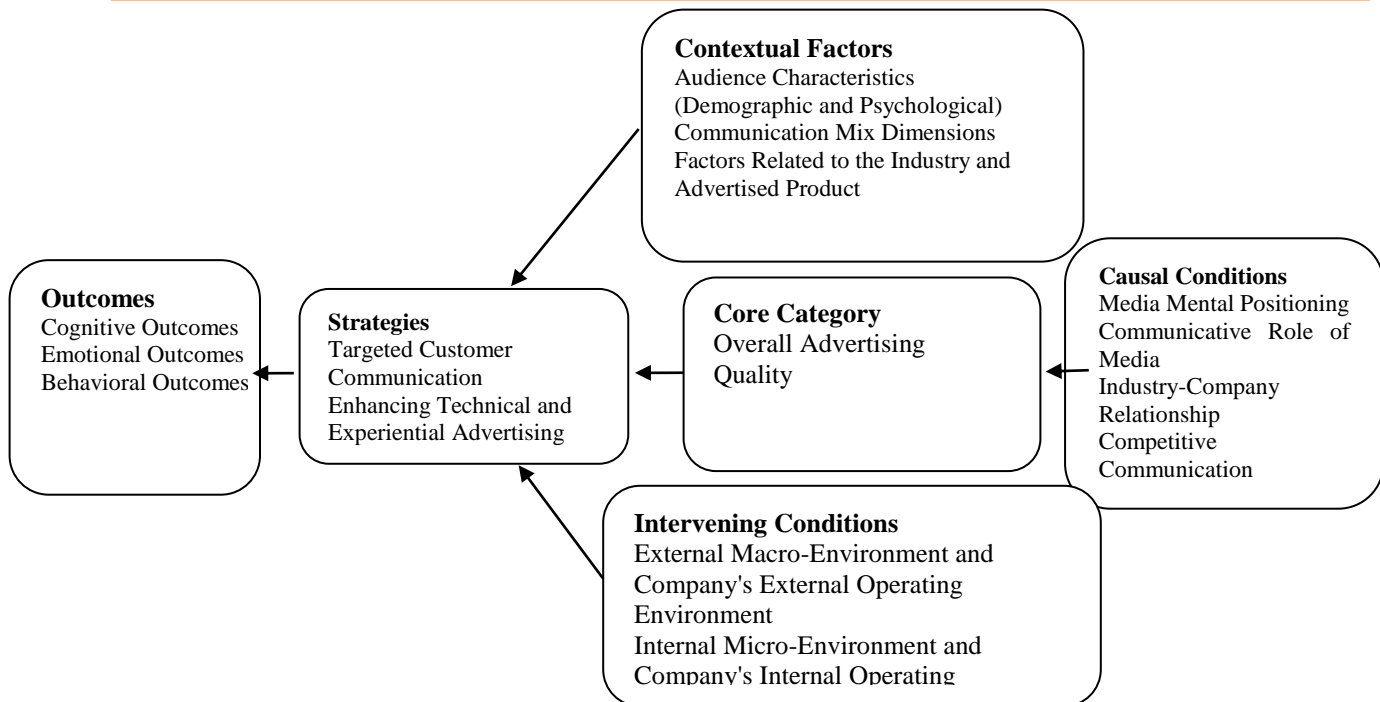 Contextual Factors
Audience Characteristics
(Demographic and Psychological)
Communication Mix Dimensions
Factors Related to the Industry and
Advertised Product
Outcomes
Cognitive Outcomes
Emotional Outcomes
Behavioral Outcomes
Strategies
Targeted Customer
Communication
Enhancing Technical and
Experiential Advertising
Core Category
Overall Advertising
Quality
Causal Conditions
Media Mental Positioning
Communicative Role of
Media
Industry-Company
Relationship
Competitive
Communication
Intervening Conditions
External Macro-Environment and
Company's External Operating
Environment
Internal Micro-Environment and
Company's Internal Operating